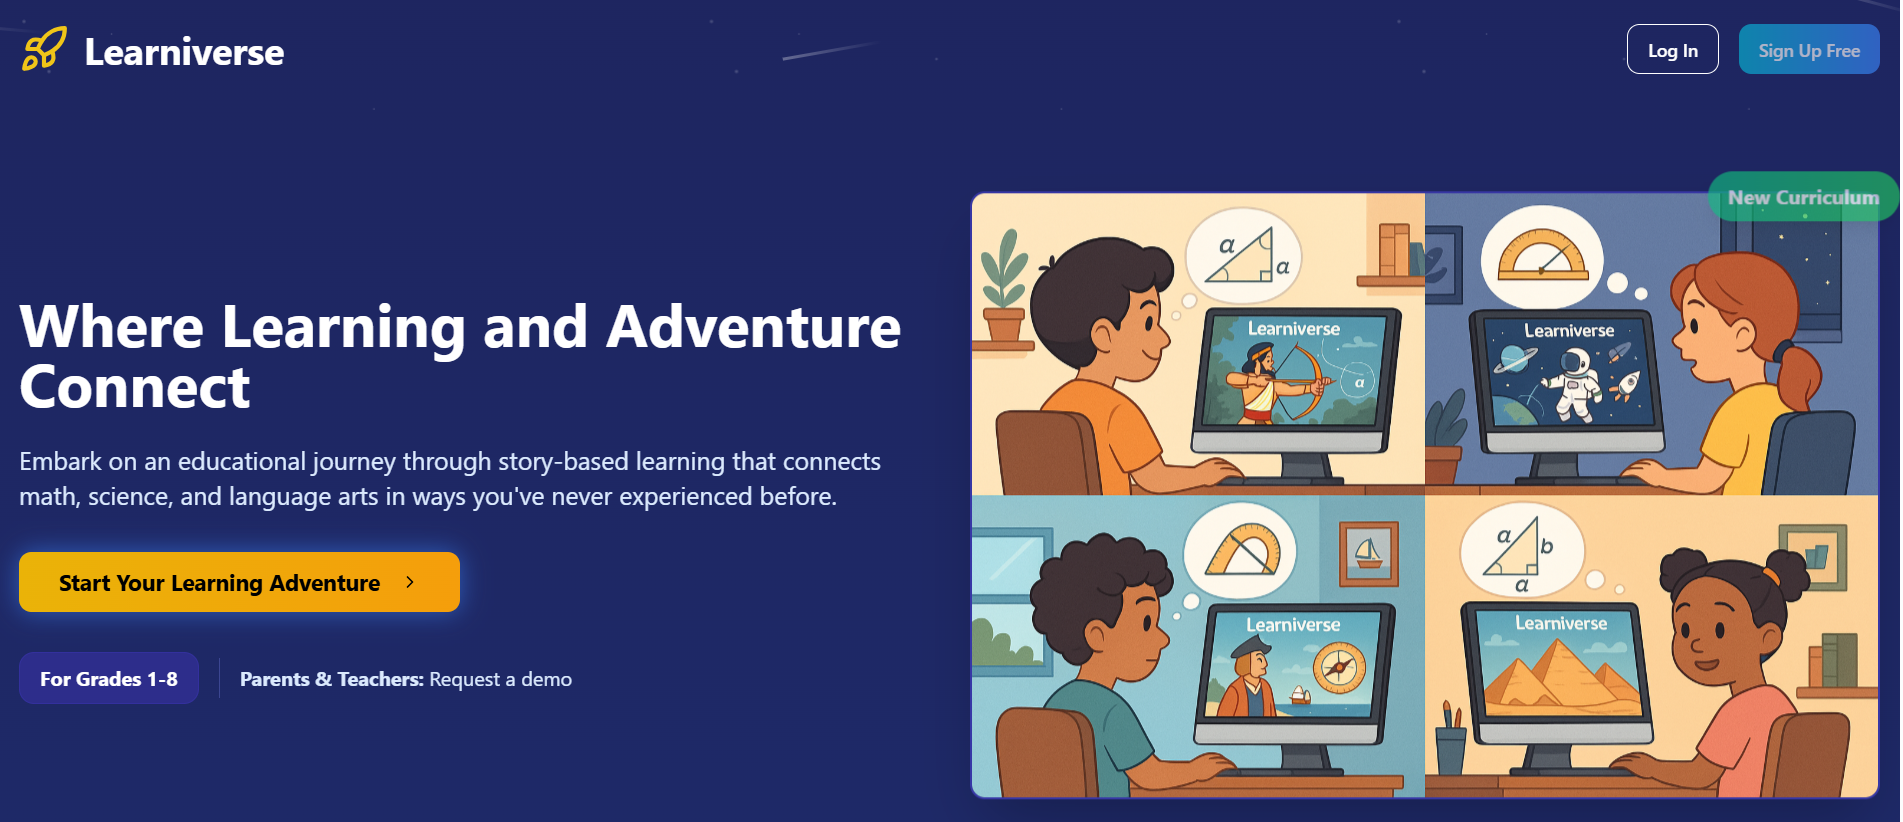 Learniverse
Log In
Sign Up Free
New Curriculum
Where Learning and Adventure
Connect
Embark on an educational journey through story-based learning that connects
math, science, and language arts in ways you've never experienced before.
Start Your Learning Adventure
For Grades 1-8
Parents & Teachers: Request a demo
a
a
Learniverse
a
Learniverse
Learniverse
a
b
a
Learniverse